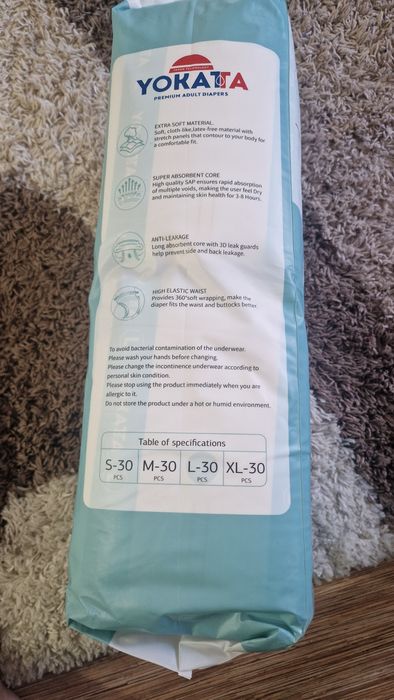 JAPAN TECHNOLOGY
YOKATTA
PREMIUM ADULT DIAPERS
EXTRA SOFT MATERIAL
Soft, cloth-like,latex-free material with
stretch panels that contour to your body for
a comfortable fit.
SUPER ABSORBENT CORE
High quality SAP ensures rapid absorption
of multiple voids, making the user feel Dry
and maintaining skin health for 3-8 Hours.
ANTI-LEAKAGE
Long absorbent core with 3D leak guards
help prevent side and back leakage.
HIGH ELASTIC WAIST
Provides 360°soft wrapping, make the
diaper fits the waist and buttocks better.
To avoid bacterial contamination of the underwear.
Please wash your hands before changing.
Please change the incontinence underwear according to
personal skin condition.
Please stop using the product immediately when you are
allergic to it.
Do not store the product under a hot or humid environment.
Table of specifications
S-30 M-30 L-30 XL-30
PCS PCS PCS PCS